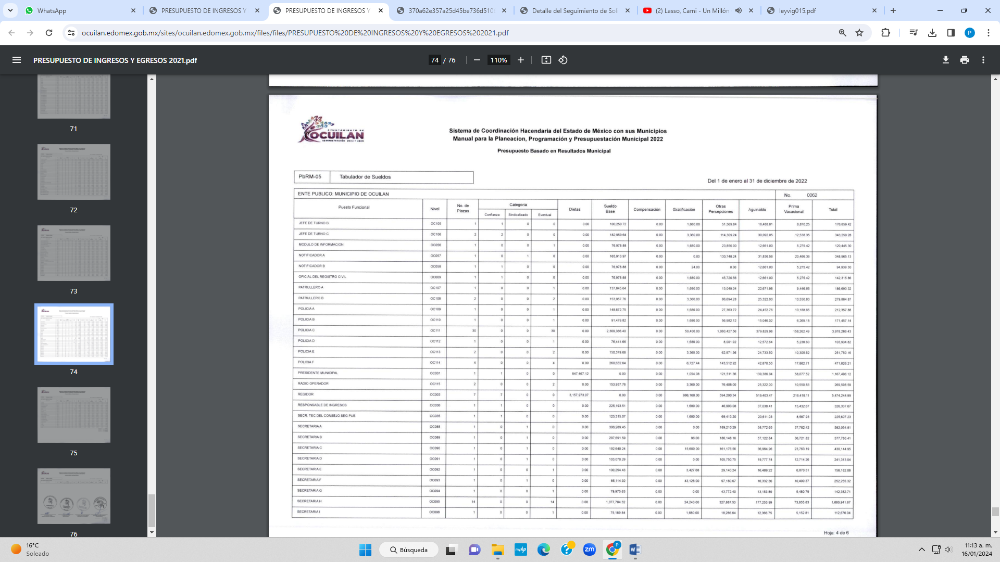 WhatsApp
PRESUPUESTO DE INGRESOS Y
PRESUPUESTO DE INGRESOS Y
370a62e357a25d45be736d510
Detalle del Seguimiento de Soli
(2) Lasso, Cami - Un Millón
leyvig015.pdf
ocuilan.edomex.gob.mx/sites/ocuilan.edomex.gob.mx/files/files/PRESUPUESTO%20DE%20INGRESOS%20Y%20EGRESOS%202021.pdf
PRESUPUESTO DE INGRESOS Y EGRESOS 2021.pdf
74 / 76
110%
71
72
73
74
75
76
AYUNTAMIENTO DE
OCUILAN
Sistema de Coordinación Hacendaria del Estado de México con sus Municipios
Manual para la Planeacion, Programación y Presupuestación Municipal 2022
Presupuesto Basado en Resultados Municipal
PbRM-05 Tabulador de Sueldos
Del 1 de enero al 31 de diciembre de 2022
ENTE PUBLICO: MUNICIPIO DE OCUILAN No. 0062
Puesto Funcional Nivel No. de Plazas Categoria Confianza Sindicalizado Eventual Dietas Sueldo Base Compensación Gratificación Otras Percepciones Aguinaldo Prima Vacacional Total
JEFE DE TURNO B OC105 1 1 0 0 0.00 100,250.72 0.00 1,680.00 51,569.84 16,488.61 6,870.25 176,859.42
JEFE DE TURNO C OC106 2 2 0 0 0.00 182,959.64 0.00 3,360.00 114,309.24 30,092.05 12,538.35 343,259.28
MODULO DE INFORMACION OC056 1 0 0 1 0.00 76,978.88 0.00 1,680.00 23,850.00 12,661.00 5,275.42 120,445.30
NOTIFICADOR A OC057 1 0 1 0 0.00 165,913.97 0.00 0.00 130,748.24 31,836.56 20,466.36 348,965.13
NOTIFICADOR B OC058 1 1 0 0 0.00 76,978.88 0.00 24.00 0.00 12,661.00 5,275.42 94,939.30
OFICIAL DEL REGISTRO CIVIL OC009 1 1 0 0 0.00 76,978.88 0.00 1,680.00 45,720.56 12,661.00 5,275.42 142,315.86
PATRULLERO A OC107 1 0 0 1 0.00 137,845.64 0.00 1,680.00 15,049.04 22,671.98 9,446.66 186,693.32
PATRULLERO B OC108 2 0 0 2 0.00 153,957.76 0.00 3,360.00 86,694.28 25,322.00 10,550.83 279,884.87
POLICIA A OC109 1 0 0 1 0.00 148,672.75 0.00 1,680.00 27,363.72 24,452.76 10,188.65 212,357.88
POLICIA B OC110 1 0 0 1 0.00 91,479.82 0.00 1,680.00 56,982.12 15,046.02 6,269.18 171,457.14
POLICIA C OC111 30 0 0 30 0.00 2,309,366.40 0.00 50,400.00 1,080,427.56 379,829.98 158,262.49 3,978,286.43
POLICIA D OC112 1 0 0 1 0.00 76,441.66 0.00 1,680.00 8,001.92 12,572.64 5,238.60 103,934.82
POLICIA E OC113 2 0 0 2 0.00 150,379.68 0.00 3,360.00 62,971.36 24,733.50 10,305.62 251,750.16
POLICIA F OC114 4 0 0 4 0.00 260,652.64 0.00 6,727.44 143,512.92 42,870.50 17,862.71 471,626.21
PRESIDENTE MUNICIPAL OC001 1 1 0 0 847,467.12 0.00 0.00 1,054.08 121,511.36 139,386.04 58,077.52 1,167,496.12
RADIO OPERADOR OC115 2 0 0 2 0.00 153,957.76 0.00 3,360.00 76,408.00 25,322.00 10,550.83 269,598.59
REGIDOR OC003 7 7 0 0 3,157,973.07 0.00 0.00 986,160.00 594,290.34 519,403.47 216,418.11 5,474,244.99
RESPONSABLE DE INGRESOS OC036 1 1 0 0 0.00 225,193.51 0.00 1,680.00 46,993.08 37,038.41 15,432.67 326,337.67
SECR. TEC DEL CONSEJO SEG PUB OC035 1 1 0 0 0.00 125,315.07 0.00 1,680.00 69,413.20 20,611.03 8,587.93 225,607.23
SECRETARIA A OC088 1 0 1 0 0.00 306,289.45 0.00 0.00 189,210.29 58,772.65 37,782.42 592,054.81
SECRETARIA B OC089 1 0 1 0 0.00 297,691.59 0.00 96.00 186,148.16 57,122.84 36,721.82 577,780.41
SECRETARIA C OC090 1 0 1 0 0.00 192,640.24 0.00 15,600.00 161,176.56 36,964.96 23,763.19 430,144.95
SECRETARIA D OC091 1 0 1 0 0.00 103,070.29 0.00 0.00 105,750.75 19,777.74 12,714.26 241,313.04
SECRETARIA E OC092 1 0 0 1 0.00 100,254.43 0.00 3,427.68 29,140.24 16,489.22 6,870.51 156,182.08
SECRETARIA F OC093 1 0 1 0 0.00 85,114.92 0.00 43,128.00 97,180.67 16,332.36 10,499.37 252,255.32
SECRETARIA G OC094 1 0 0 1 0.00 79,975.63 0.00 0.00 43,772.40 13,153.89 5,480.79 142,382.71
SECRETARIA H OC095 14 0 0 14 0.00 1,077,704.32 0.00 24,240.00 327,887.53 177,253.99 73,855.83 1,680,941.67
SECRETARIA I OC096 1 0 0 1 0.00 75,189.84 0.00 1,680.00 18,286.64 12,366.75 5,152.81 112,676.04
Hoja: 4 de 6
16°C
Soleado
Búsqueda
11:13 a. m.
16/01/2024